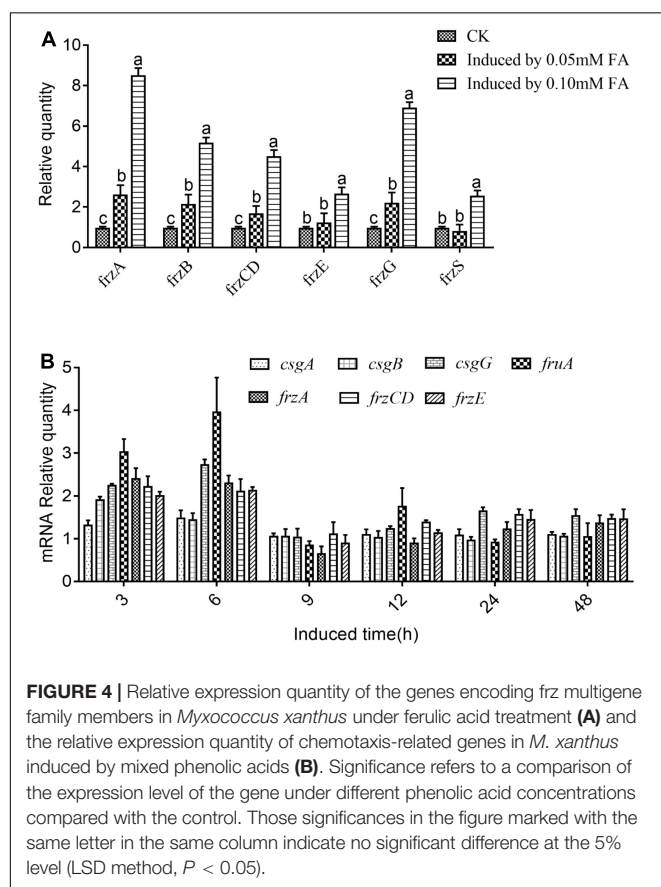 A
CK
Induced by 0.05mM FA
Induced by 0.10mM FA
Relative quantity
10
8
6
4
2
0
c b a c b a c b a b b a c b a b b a
frzA frzB frzCD frzE frzG frzS
B
csgA csgB csgG fruA
frzA frzCD frzE
mRNA Relative quantity
5
4
3
2
1
0
3 6 9 12 24 48
Induced time(h)
FIGURE 4 | Relative expression quantity of the genes encoding frz multigene
family members in Myxococcus xanthus under ferulic acid treatment (A) and
the relative expression quantity of chemotaxis-related genes in M. xanthus
induced by mixed phenolic acids (B). Significance refers to a comparison of
the expression level of the gene under different phenolic acid concentrations
compared with the control. Those significances in the figure marked with the
same letter in the same column indicate no significant difference at the 5%
level (LSD method, P < 0.05).